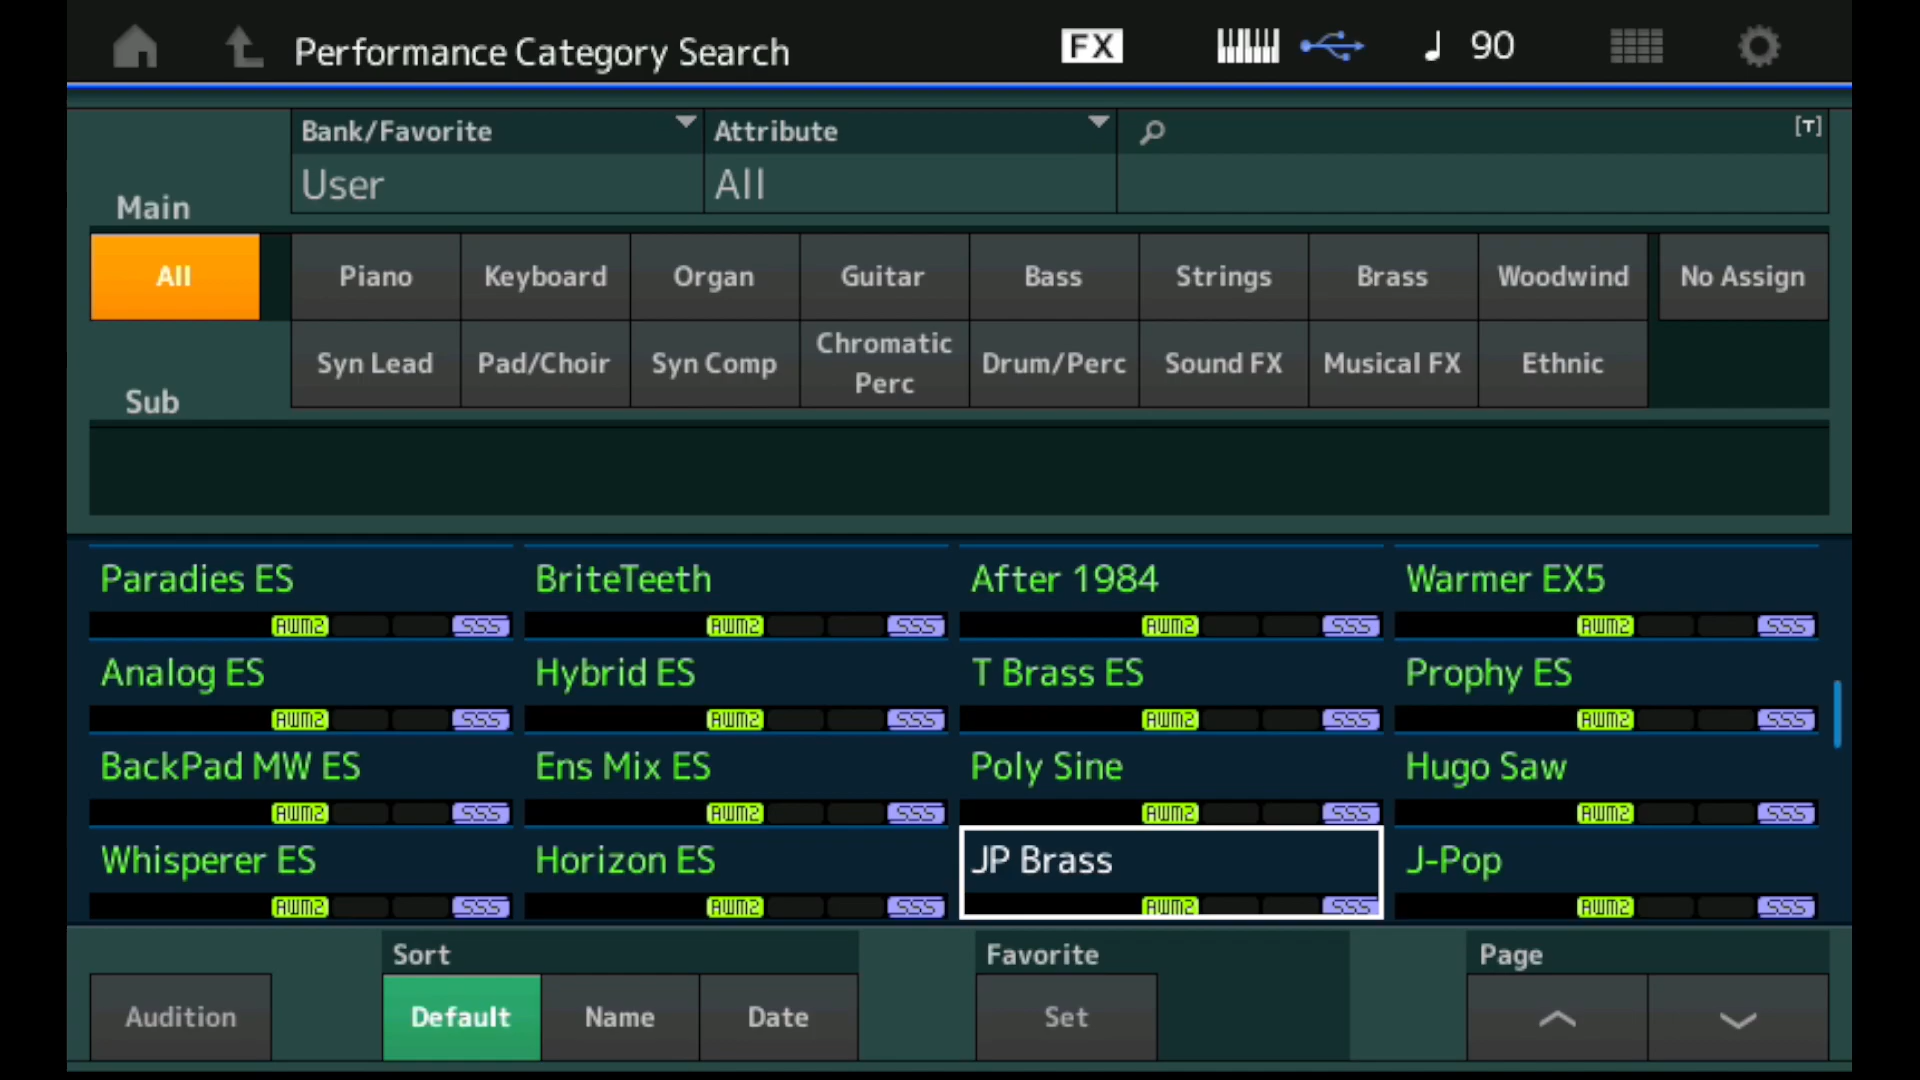 Performance Category Search
FX
♩ 90
Bank/Favorite
Attribute
[T]
User
All
Main
All
Piano
Keyboard
Organ
Guitar
Bass
Strings
Brass
Woodwind
No Assign
Syn Lead
Pad/Choir
Syn Comp
Chromatic
Perc
Drum/Perc
Sound FX
Musical FX
Ethnic
Sub
Paradies ES
BriteTeeth
After 1984
Warmer EX5
AWM2 SSS
AWM2 SSS
AWM2 SSS
AWM2 SSS
Analog ES
Hybrid ES
T Brass ES
Prophy ES
AWM2 SSS
AWM2 SSS
AWM2 SSS
AWM2 SSS
BackPad MW ES
Ens Mix ES
Poly Sine
Hugo Saw
AWM2 SSS
AWM2 SSS
AWM2 SSS
AWM2 SSS
Whisperer ES
Horizon ES
JP Brass
J-Pop
AWM2 SSS
AWM2 SSS
AWM2 SSS
AWM2 SSS
Sort
Favorite
Page
Audition
Default
Name
Date
Set